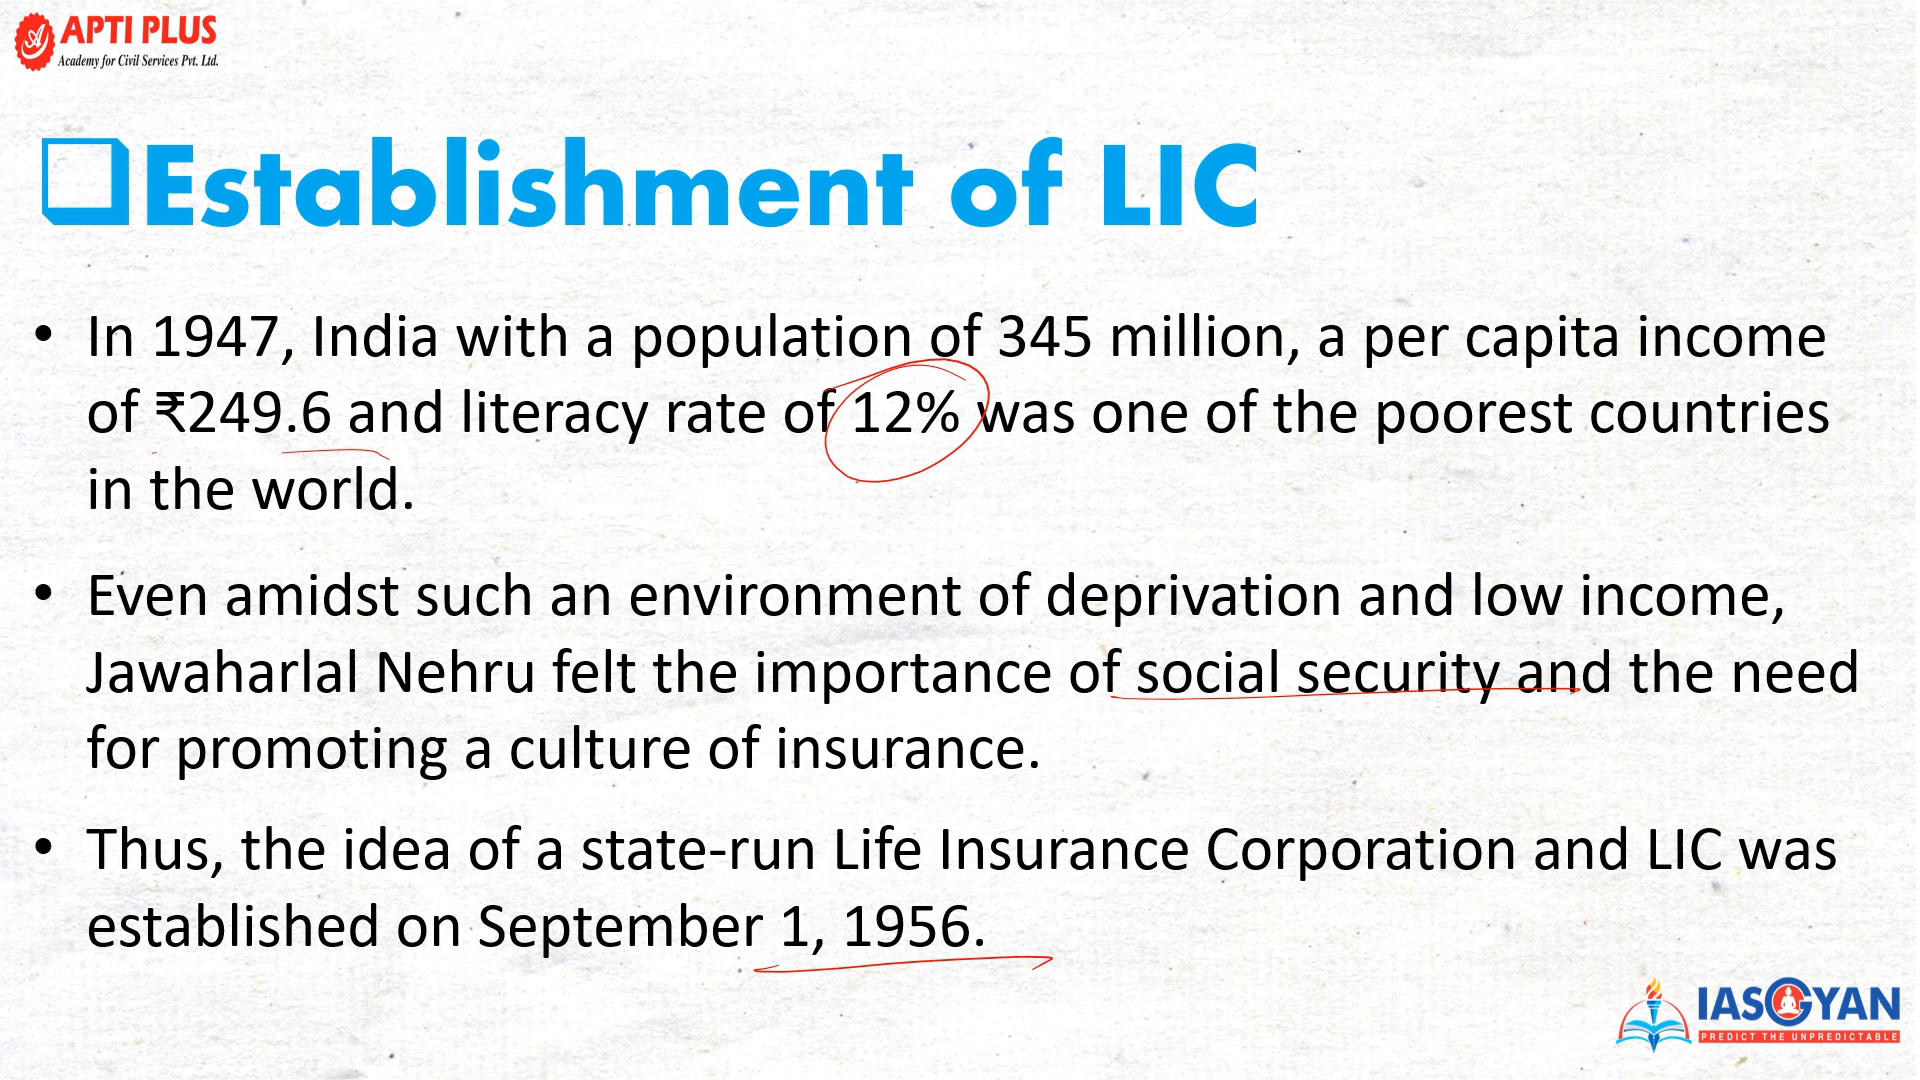 APTI PLUS
Academy for Civil Services Pvt. Ltd.
Establishment of LIC
• In 1947, India with a population of 345 million, a per capita income
of ₹249.6 and literacy rate of 12% was one of the poorest countries
in the world.
• Even amidst such an environment of deprivation and low income,
Jawaharlal Nehru felt the importance of social security and the need
for promoting a culture of insurance.
• Thus, the idea of a state-run Life Insurance Corporation and LIC was
established on September 1, 1956.
IASGYAN
PREDICT THE UNPREDICTABLE